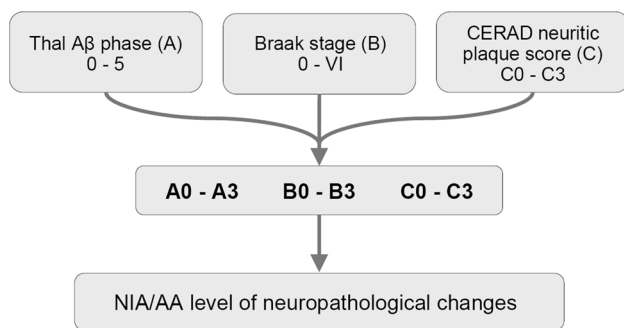 Thal Aβ phase (A)
0 - 5
Braak stage (B)
0 - VI
CERAD neuritic
plaque score (C)
C0 - C3
A0 - A3 B0 - B3 C0 - C3
NIA/AA level of neuropathological changes